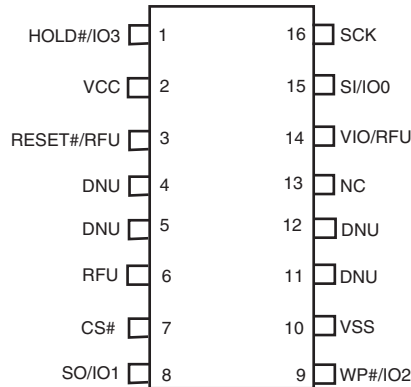 HOLD#/IO3 1 16 SCK
VCC 2 15 SI/IO0
RESET#/RFU 3 14 VIO/RFU
DNU 4 13 NC
DNU 5 12 DNU
RFU 6 11 DNU
CS# 7 10 VSS
SO/IO1 8 9 WP#/IO2